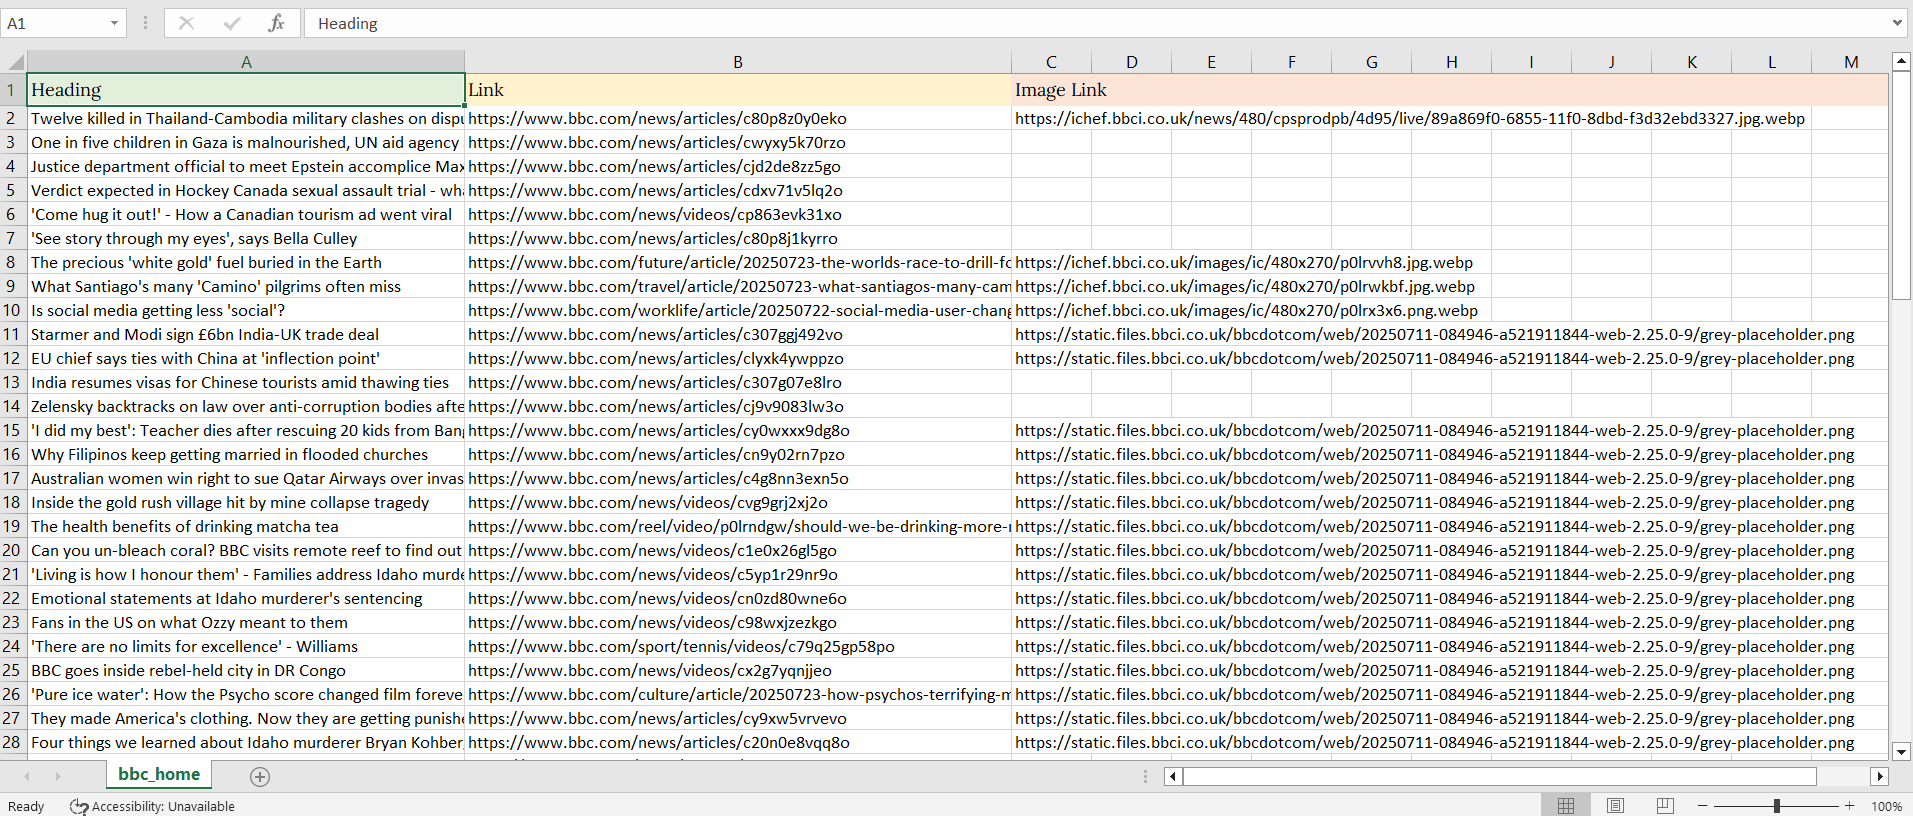 A1 fx Heading
A B C D E F G H I J K L M
1 Heading Link Image Link
2 Twelve killed in Thailand-Cambodia military clashes on https://www.bbc.com/news/articles/c80p8z0y0eko https://ichef.bbci.co.uk/news/480/cpsprodpb/4d95/live/89a869f0-6855-11f0-8dbd-f3d32ebd3327.jpg.webp
3 One in five children in Gaza is malnourished, UN aid agency https://www.bbc.com/news/articles/cwyxy5k70rzo
4 Justice department official to meet Epstein accomplice Max https://www.bbc.com/news/articles/cjd2de8zz5go
5 Verdict expected in Hockey Canada sexual assault trial - wha https://www.bbc.com/news/articles/cdxv71v5lq2o
6 'Come hug it out!' - How a Canadian tourism ad went viral https://www.bbc.com/news/videos/cp863evk31xo
7 'See story through my eyes', says Bella Culley https://www.bbc.com/news/articles/c80p8j1kyrro
8 The precious 'white gold' fuel buried in the Earth https://www.bbc.com/future/article/20250723-the-worlds-race-to-drill-fo https://ichef.bbci.co.uk/images/ic/480x270/p0lrvvh8.jpg.webp
9 What Santiago's many 'Camino' pilgrims often miss https://www.bbc.com/travel/article/20250723-what-santiagos-many-cam https://ichef.bbci.co.uk/images/ic/480x270/p0lrwkbf.jpg.webp
10 Is social media getting less 'social'? https://www.bbc.com/worklife/article/20250722-social-media-user-chang https://ichef.bbci.co.uk/images/ic/480x270/p0lrx3x6.png.webp
11 Starmer and Modi sign £6bn India-UK trade deal https://www.bbc.com/news/articles/c307ggj492vo https://static.files.bbci.co.uk/bbcdotcom/web/20250711-084946-a521911844-web-2.25.0-9/grey-placeholder.png
12 EU chief says ties with China at 'inflection point' https://www.bbc.com/news/articles/clyxk4ywppzo https://static.files.bbci.co.uk/bbcdotcom/web/20250711-084946-a521911844-web-2.25.0-9/grey-placeholder.png
13 India resumes visas for Chinese tourists amid thawing ties https://www.bbc.com/news/articles/c307g07e8lro
14 Zelensky backtracks on law over anti-corruption bodies afte https://www.bbc.com/news/articles/cj9v9083lw3o
15 'I did my best': Teacher dies after rescuing 20 kids from Bang https://www.bbc.com/news/articles/cy0wxxx9dg8o https://static.files.bbci.co.uk/bbcdotcom/web/20250711-084946-a521911844-web-2.25.0-9/grey-placeholder.png
16 Why Filipinos keep getting married in flooded churches https://www.bbc.com/news/articles/cn9y02rn7pzo https://static.files.bbci.co.uk/bbcdotcom/web/20250711-084946-a521911844-web-2.25.0-9/grey-placeholder.png
17 Australian women win right to sue Qatar Airways over invas https://www.bbc.com/news/articles/c4g8nn3exn5o https://static.files.bbci.co.uk/bbcdotcom/web/20250711-084946-a521911844-web-2.25.0-9/grey-placeholder.png
18 Inside the gold rush village hit by mine collapse tragedy https://www.bbc.com/news/videos/cvg9grj2xj2o https://static.files.bbci.co.uk/bbcdotcom/web/20250711-084946-a521911844-web-2.25.0-9/grey-placeholder.png
19 The health benefits of drinking matcha tea https://www.bbc.com/reel/video/p0lrndgw/should-we-be-drinking-more- https://static.files.bbci.co.uk/bbcdotcom/web/20250711-084946-a521911844-web-2.25.0-9/grey-placeholder.png
20 Can you un-bleach coral? BBC visits remote reef to find out https://www.bbc.com/news/videos/c1e0x26gl5go https://static.files.bbci.co.uk/bbcdotcom/web/20250711-084946-a521911844-web-2.25.0-9/grey-placeholder.png
21 'Living is how I honour them' - Families address Idaho murde https://www.bbc.com/news/videos/c5yp1r29nr9o https://static.files.bbci.co.uk/bbcdotcom/web/20250711-084946-a521911844-web-2.25.0-9/grey-placeholder.png
22 Emotional statements at Idaho murderer's sentencing https://www.bbc.com/news/videos/cn0zd80wne6o https://static.files.bbci.co.uk/bbcdotcom/web/20250711-084946-a521911844-web-2.25.0-9/grey-placeholder.png
23 Fans in the US on what Ozzy meant to them https://www.bbc.com/news/videos/c98wxjzezkgo https://static.files.bbci.co.uk/bbcdotcom/web/20250711-084946-a521911844-web-2.25.0-9/grey-placeholder.png
24 'There are no limits for excellence' - Williams https://www.bbc.com/sport/tennis/videos/c79q25gp58po https://static.files.bbci.co.uk/bbcdotcom/web/20250711-084946-a521911844-web-2.25.0-9/grey-placeholder.png
25 BBC goes inside rebel-held city in DR Congo https://www.bbc.com/news/videos/cx2g7yqnjjeo https://static.files.bbci.co.uk/bbcdotcom/web/20250711-084946-a521911844-web-2.25.0-9/grey-placeholder.png
26 'Pure ice water': How the Psycho score changed film foreve https://www.bbc.com/culture/article/20250723-how-psychos-terrifying-m https://static.files.bbci.co.uk/bbcdotcom/web/20250711-084946-a521911844-web-2.25.0-9/grey-placeholder.png
27 They made America's clothing. Now they are getting punishe https://www.bbc.com/news/articles/cy9xw5vrvevo https://static.files.bbci.co.uk/bbcdotcom/web/20250711-084946-a521911844-web-2.25.0-9/grey-placeholder.png
28 Four things we learned about Idaho murderer Bryan Kohber https://www.bbc.com/news/articles/c20n0e8vqq8o https://static.files.bbci.co.uk/bbcdotcom/web/20250711-084946-a521911844-web-2.25.0-9/grey-placeholder.png
bbc_home
Ready Accessibility: Unavailable 100%